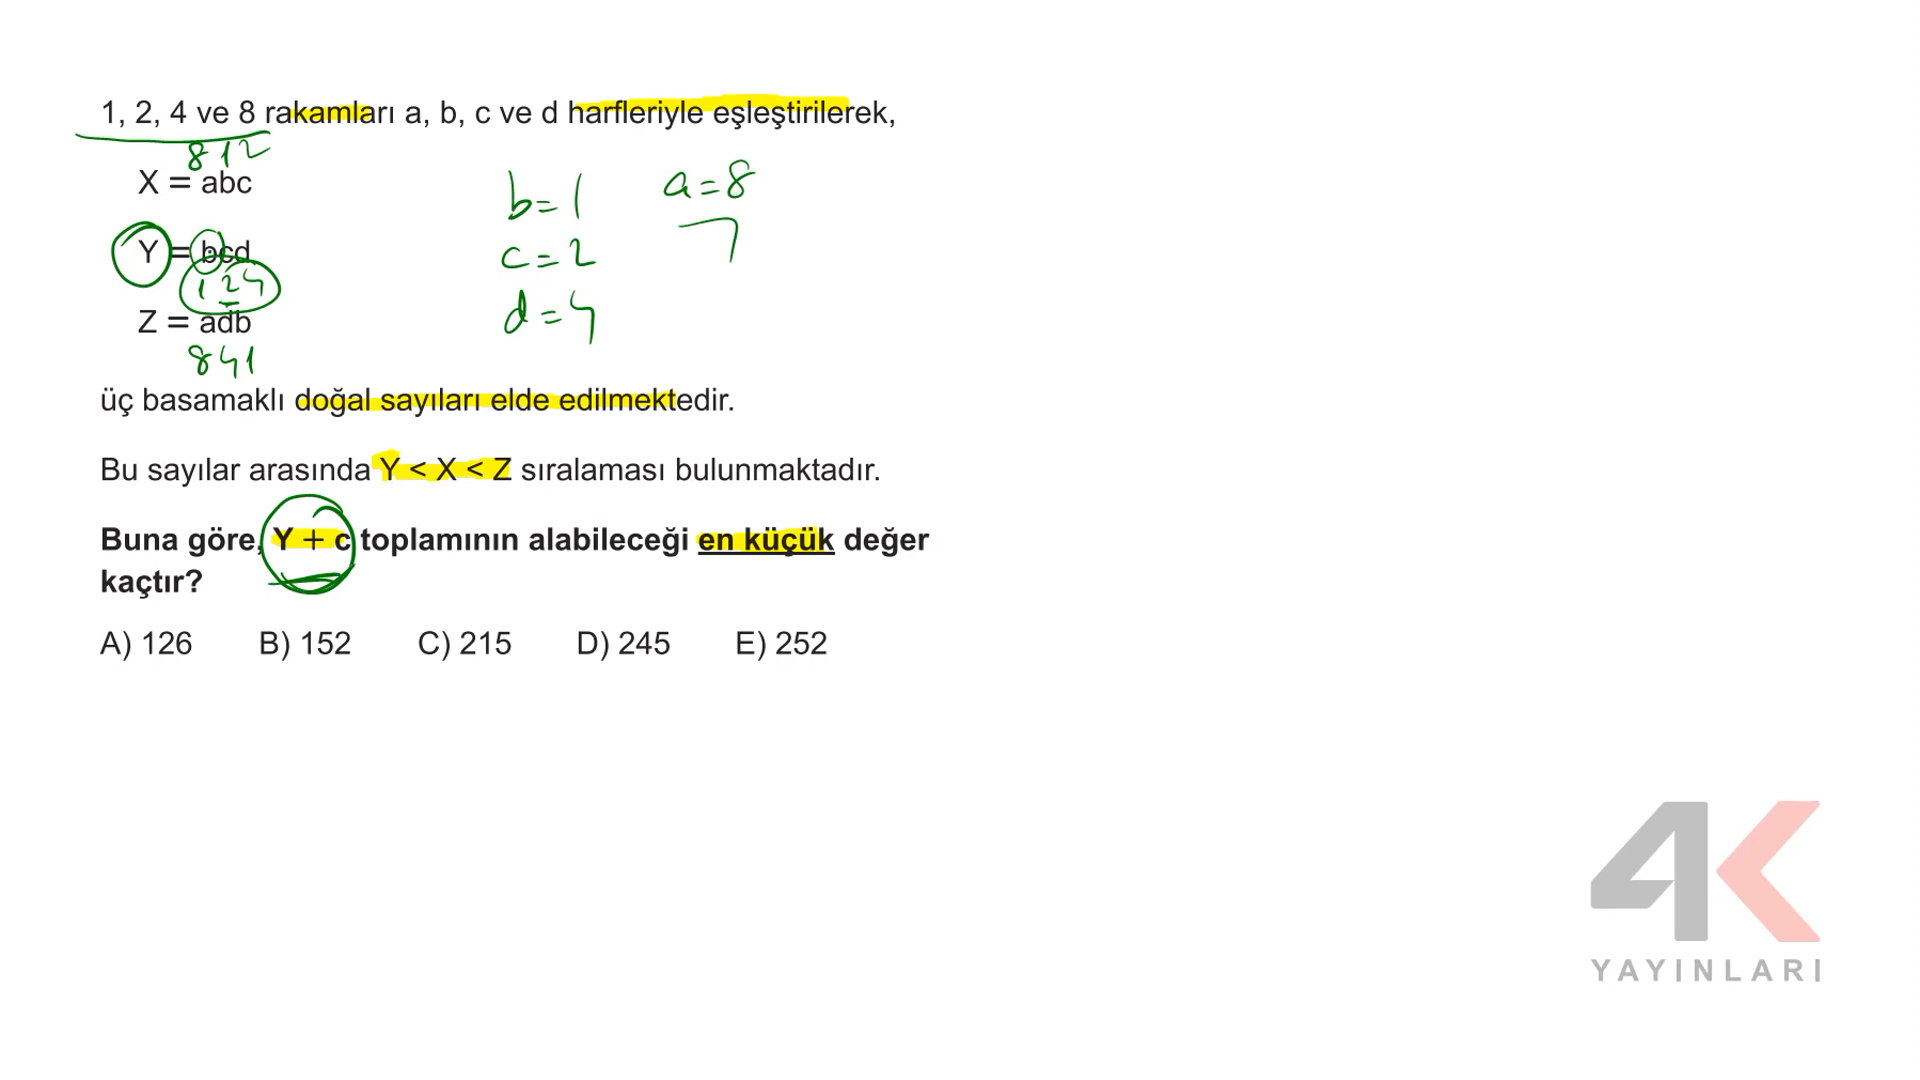 1, 2, 4 ve 8 rakamları a, b, c ve d harfleriyle eşleştirilerek,
812
X = abc
b=1 a=8
Y = bcd
c=2
124
Z = adb
d=4
841
üç basamaklı doğal sayıları elde edilmektedir.
Bu sayılar arasında Y < X < Z sıralaması bulunmaktadır.
Buna göre, Y + c toplamının alabileceği en küçük değer
kaçtır?
A) 126 B) 152 C) 215 D) 245 E) 252
4K
YAYINLARI